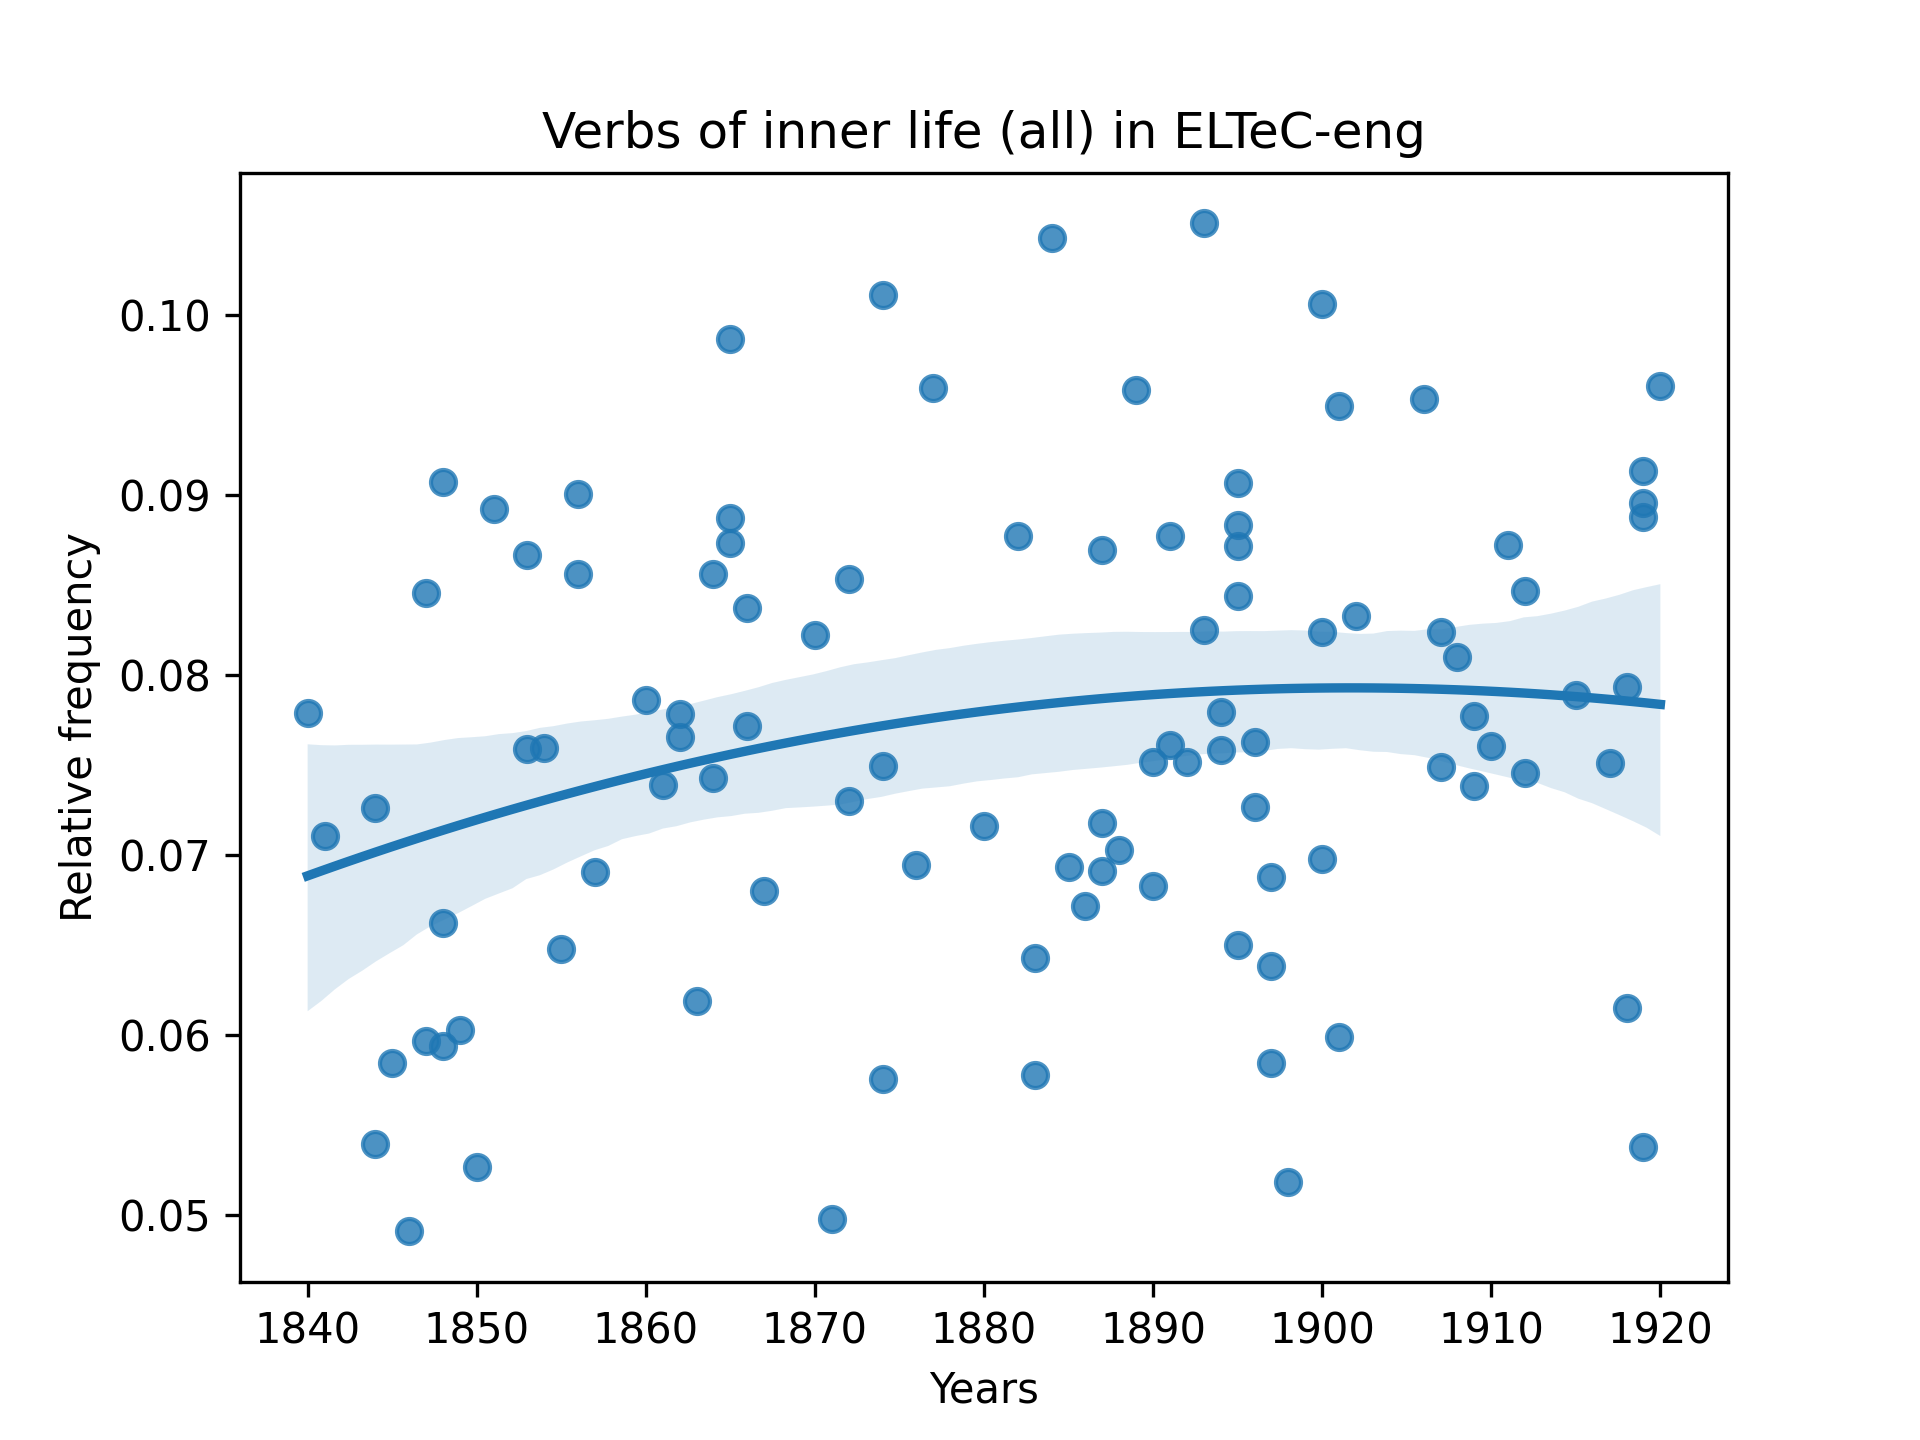 Verbs of inner life (all) in ELTeC-eng
Relative frequency
0.10
0.09
0.08
0.07
0.06
0.05
1840 1850 1860 1870 1880 1890 1900 1910 1920
Years